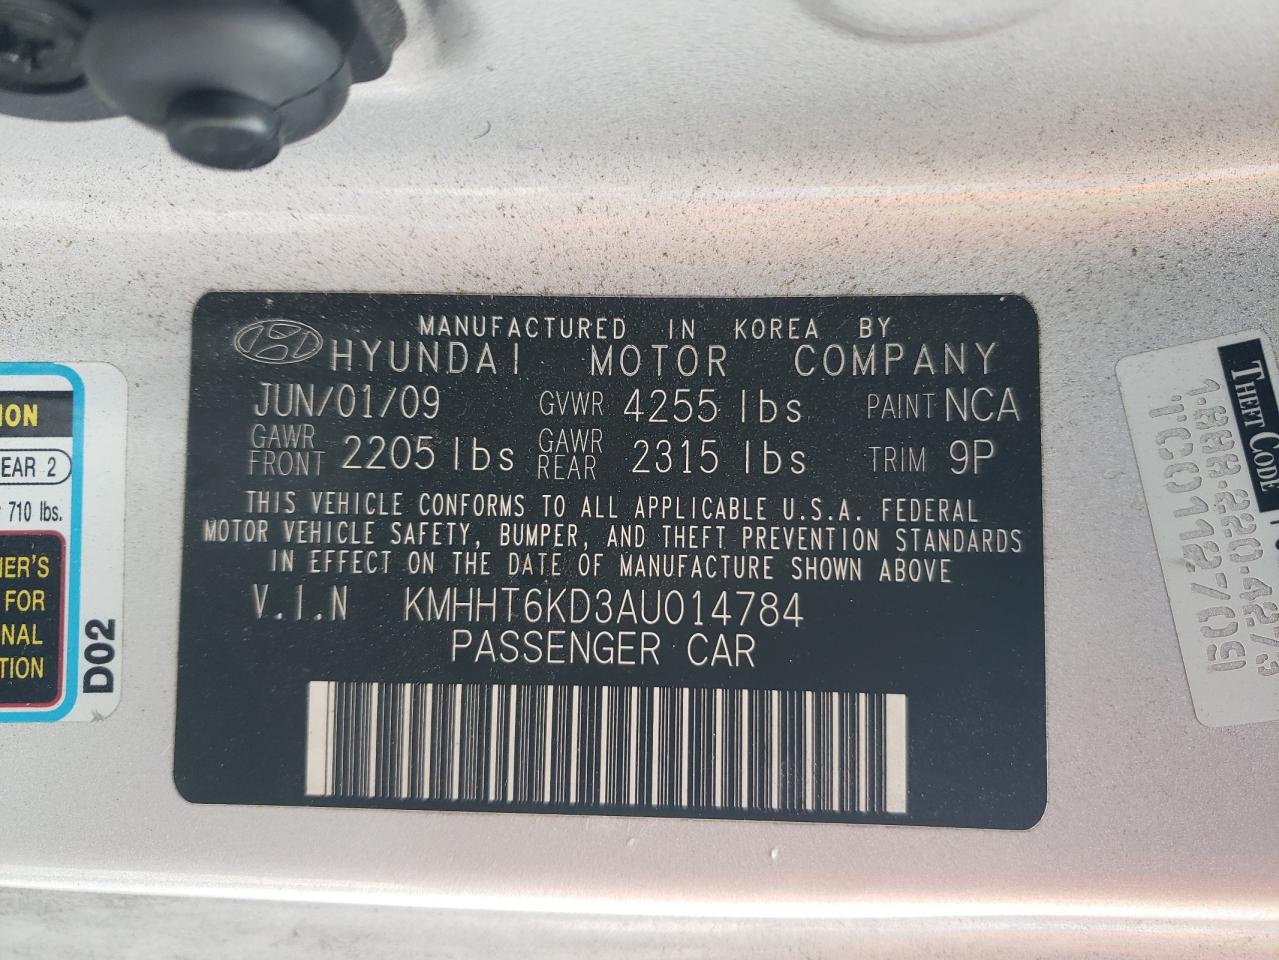 MANUFACTURED IN KOREA BY
HYUNDAI MOTOR COMPANY
JUN/01/09 GVWR 4255 lbs PAINT NCA
GAWR FRONT 2205 lbs GAWR REAR 2315 lbs TRIM 9P
THIS VEHICLE CONFORMS TO ALL APPLICABLE U.S.A. FEDERAL
MOTOR VEHICLE SAFETY, BUMPER, AND THEFT PREVENTION STANDARDS
IN EFFECT ON THE DATE OF MANUFACTURE SHOWN ABOVE
V.I.N KMHHT6KD3AU014784
PASSENGER CAR
ION
EAR 2
710 lbs.
NER'S
FOR
NAL
TION
D02
THEFT CODE
1-888-220-4273